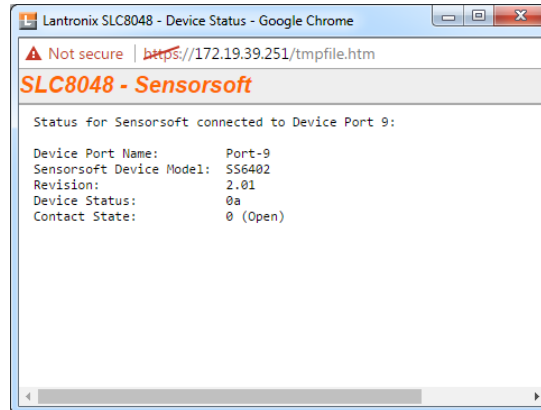 Lantronix SLC8048 - Device Status - Google Chrome
Not secure | https://172.19.39.251/tmpfile.htm
SLC8048 - Sensorsoft
Status for Sensorsoft connected to Device Port 9:
Device Port Name: Port-9
Sensorsoft Device Model: SS6402
Revision: 2.01
Device Status: 0a
Contact State: 0 (Open)